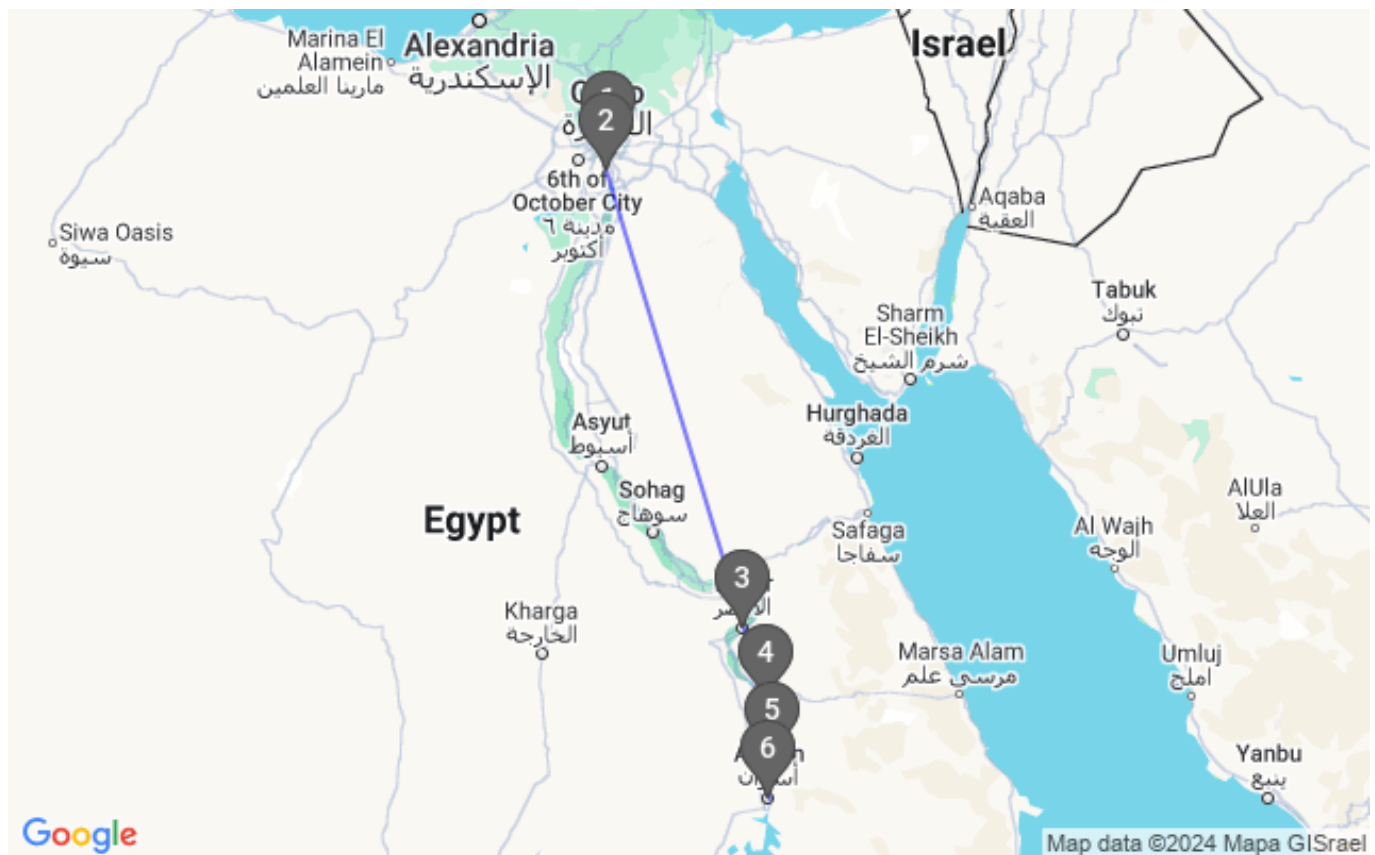 Marina El
Alamein
مارينا العلمين
Alexandria
الإسكندرية
Israel
2
6th of
October City
مدينة ٦
أكتوبر
Siwa Oasis
سيوة
Aqaba
العقبة
Tabuk
تبوك
Sharm
El-Sheikh
شرم الشيخ
Hurghada
الغردقة
Asyut
أسيوط
Sohag
سوهاج
Egypt
Safaga
سفاجا
AlUla
العلا
Al Wajh
الوجه
3
Kharga
الخارجة
4
Marsa Alam
مرسى علم
Umluj
املج
5
6
Yanbu
ينبع
Google
Map data ©2024 Mapa GISrael